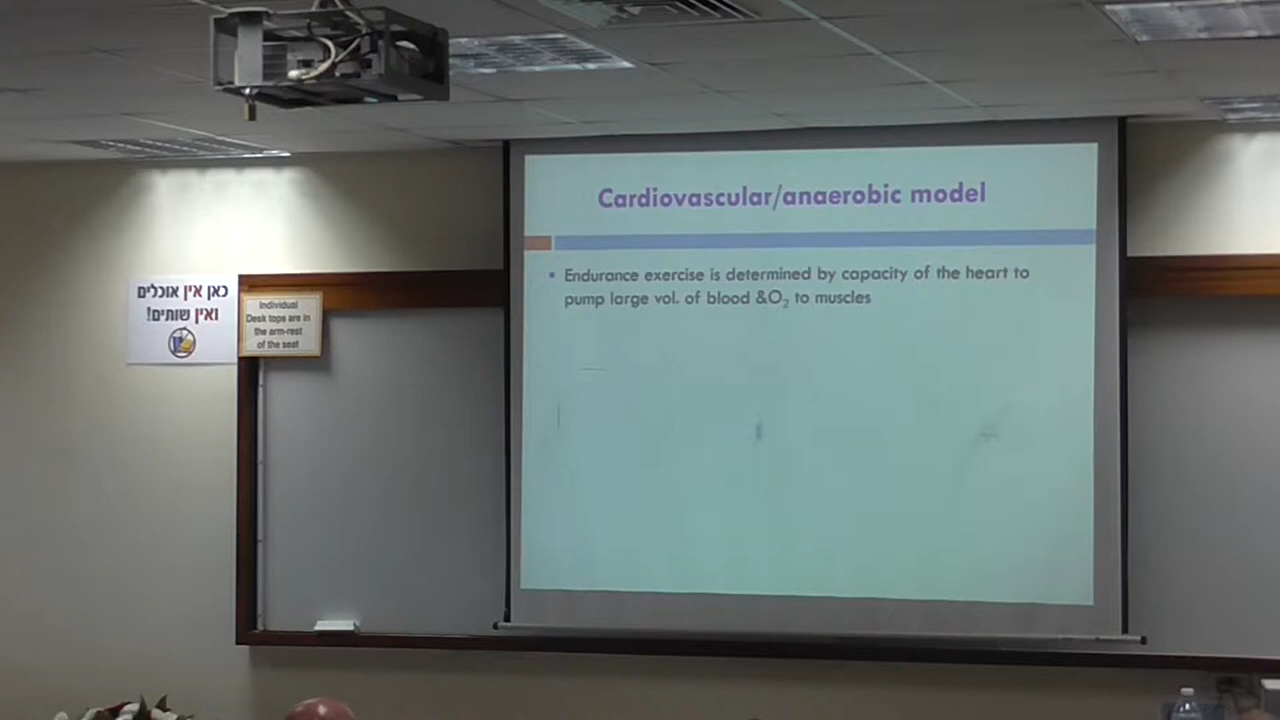 Cardiovascular/anaerobic model
▪ Endurance exercise is determined by capacity of the heart to
pump large vol. of blood &O₂ to muscles
כאן אין אוכלים
ואין שותים!
Individual
Desk tops are in
the arm-rest
of the seat